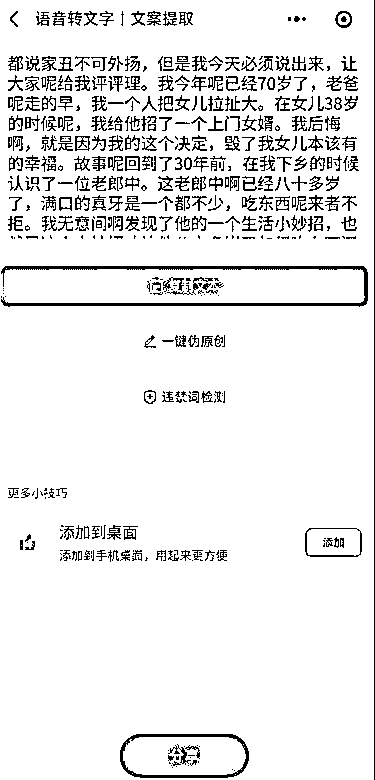 语音转文字｜文案提取
都说家丑不可外扬，但是我今天必须说出来，让
大家呢给我评评理。我今年呢已经70岁了，老爸
呢走的早，我一个人把女儿拉扯大。在女儿38岁
的时候呢，我给他招了一个上门女婿。我后悔
啊，就是因为我的这个决定，毁了我女儿本该有
的幸福。故事呢回到了30年前，在我下乡的时候
认识了一位老郎中。这老郎中啊已经八十多岁
了，满口的真牙是一个都不少，吃东西呢来者不
拒。我无意间啊发现了他的一个生活小妙招，也
一键伪原创
违禁词检测
更多小技巧
添加到桌面
添加到手机桌面，用起来更方便
添加